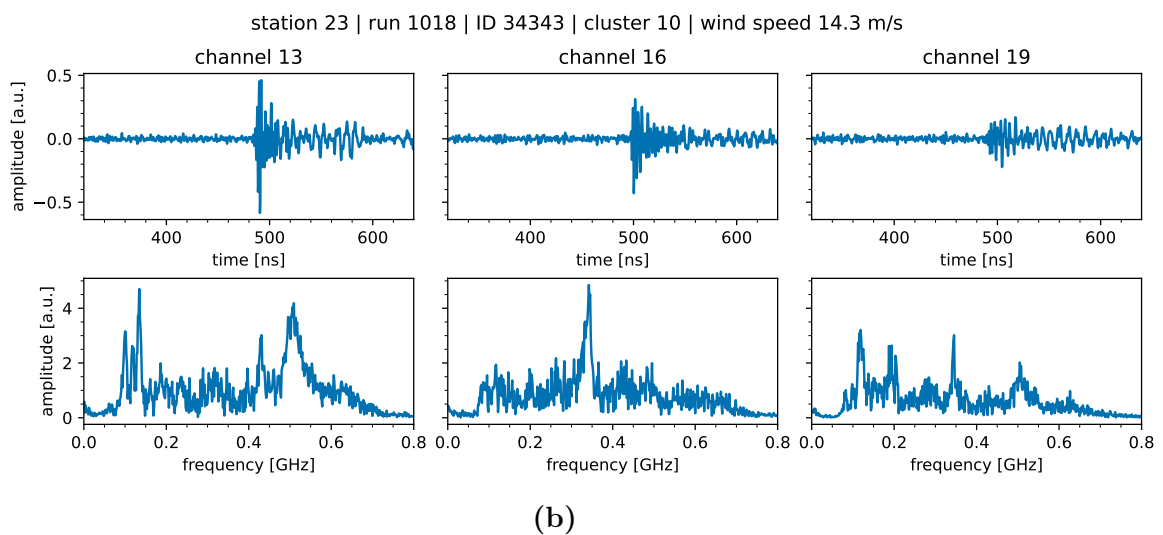 station 23 | run 1018 | ID 34343 | cluster 10 | wind speed 14.3 m/s
channel 13 channel 16 channel 19
amplitude [a.u.]
0.5
0.0
−0.5
400 500 600 400 500 600 400 500 600
time [ns] time [ns] time [ns]
amplitude [a.u.]
4
2
0
0.0 0.2 0.4 0.6 0.8 0.0 0.2 0.4 0.6 0.8 0.0 0.2 0.4 0.6 0.8
frequency [GHz] frequency [GHz] frequency [GHz]
(b)